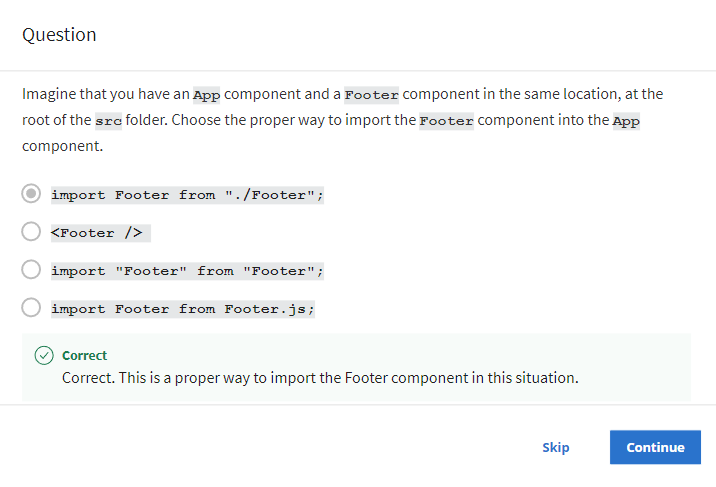 Question
Imagine that you have an App component and a Footer component in the same location, at the
root of the src folder. Choose the proper way to import the Footer component into the App
component.
import Footer from "./Footer";
<Footer />
import "Footer" from "Footer";
import Footer from Footer.js;
Correct
Correct. This is a proper way to import the Footer component in this situation.
Skip
Continue